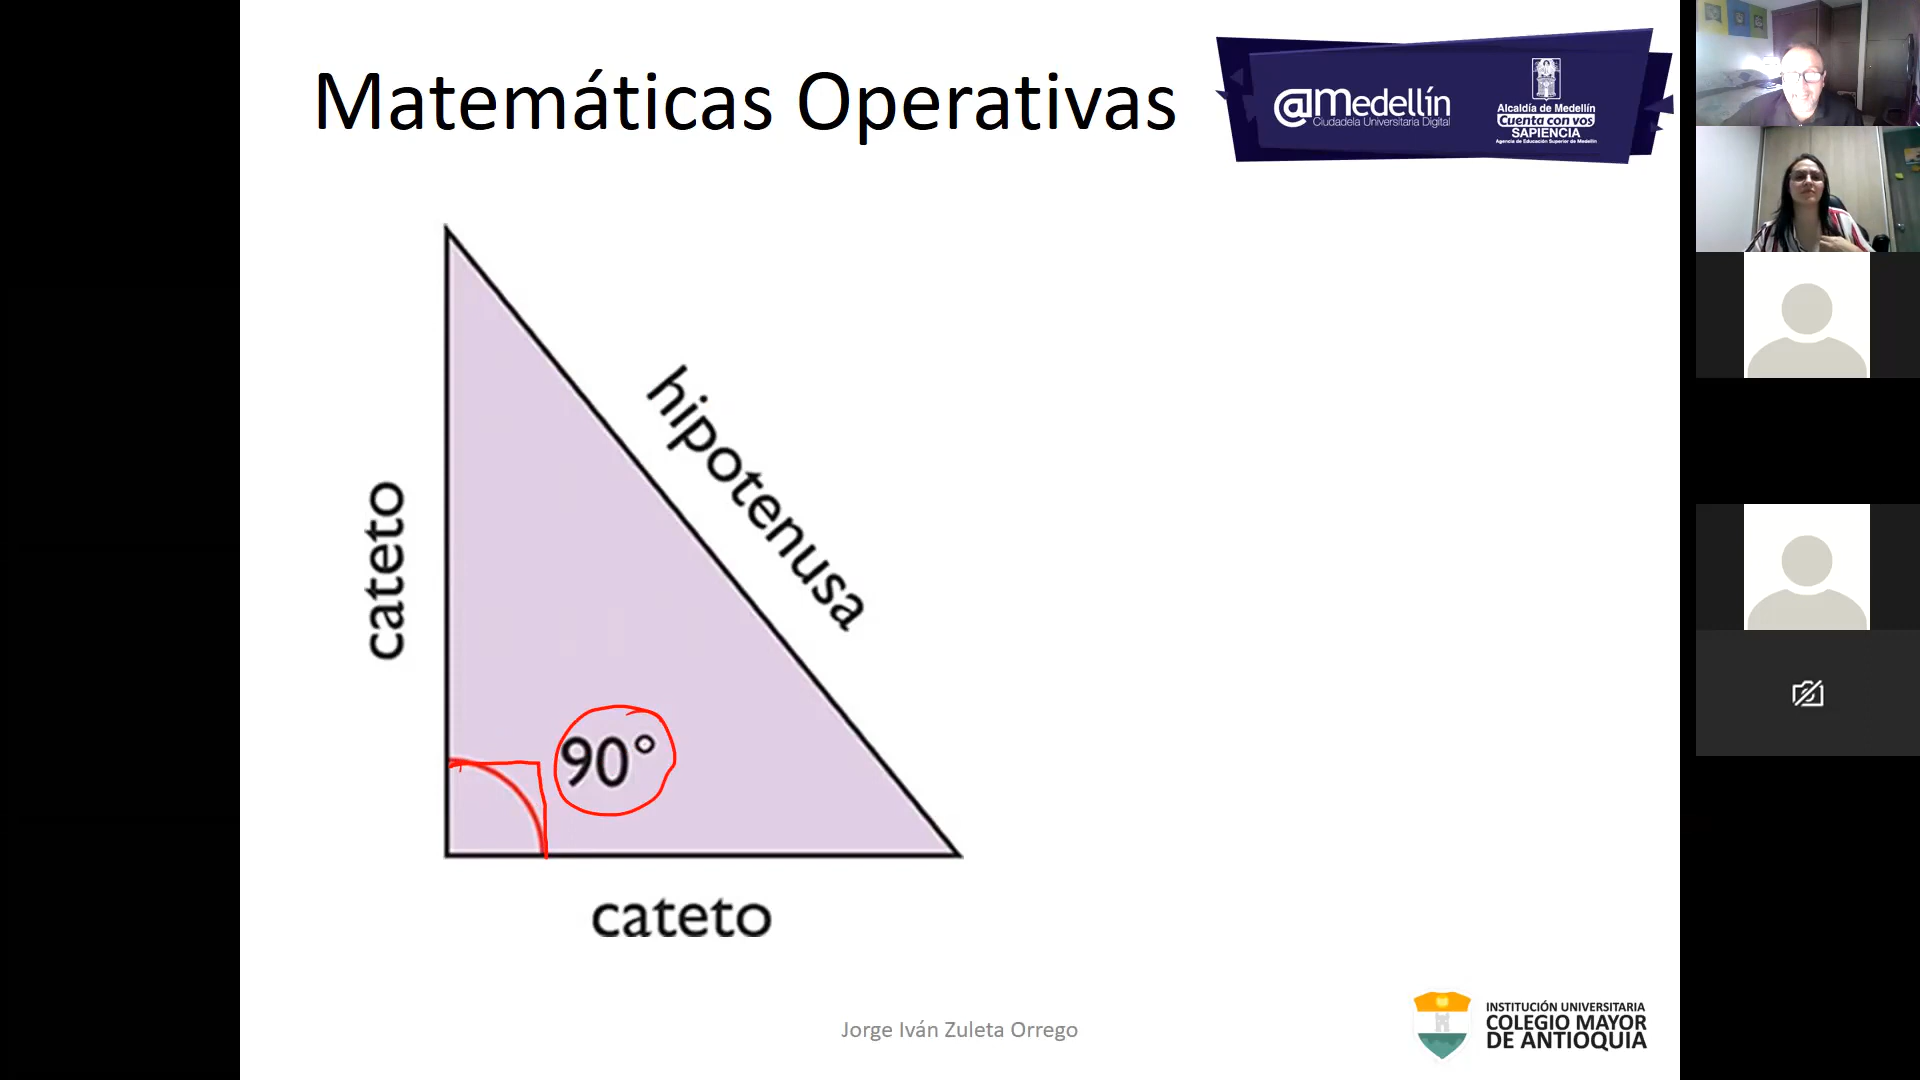 Matemáticas Operativas
@Medellín
Ciudadela Universitaria Digital
Alcaldía de Medellín
Cuenta con vos
SAPIENCIA
Agencia de Educación Superior de Medellín
hipotenusa
cateto
90°
cateto
Jorge Iván Zuleta Orrego
INSTITUCIÓN UNIVERSITARIA
COLEGIO MAYOR
DE ANTIOQUIA